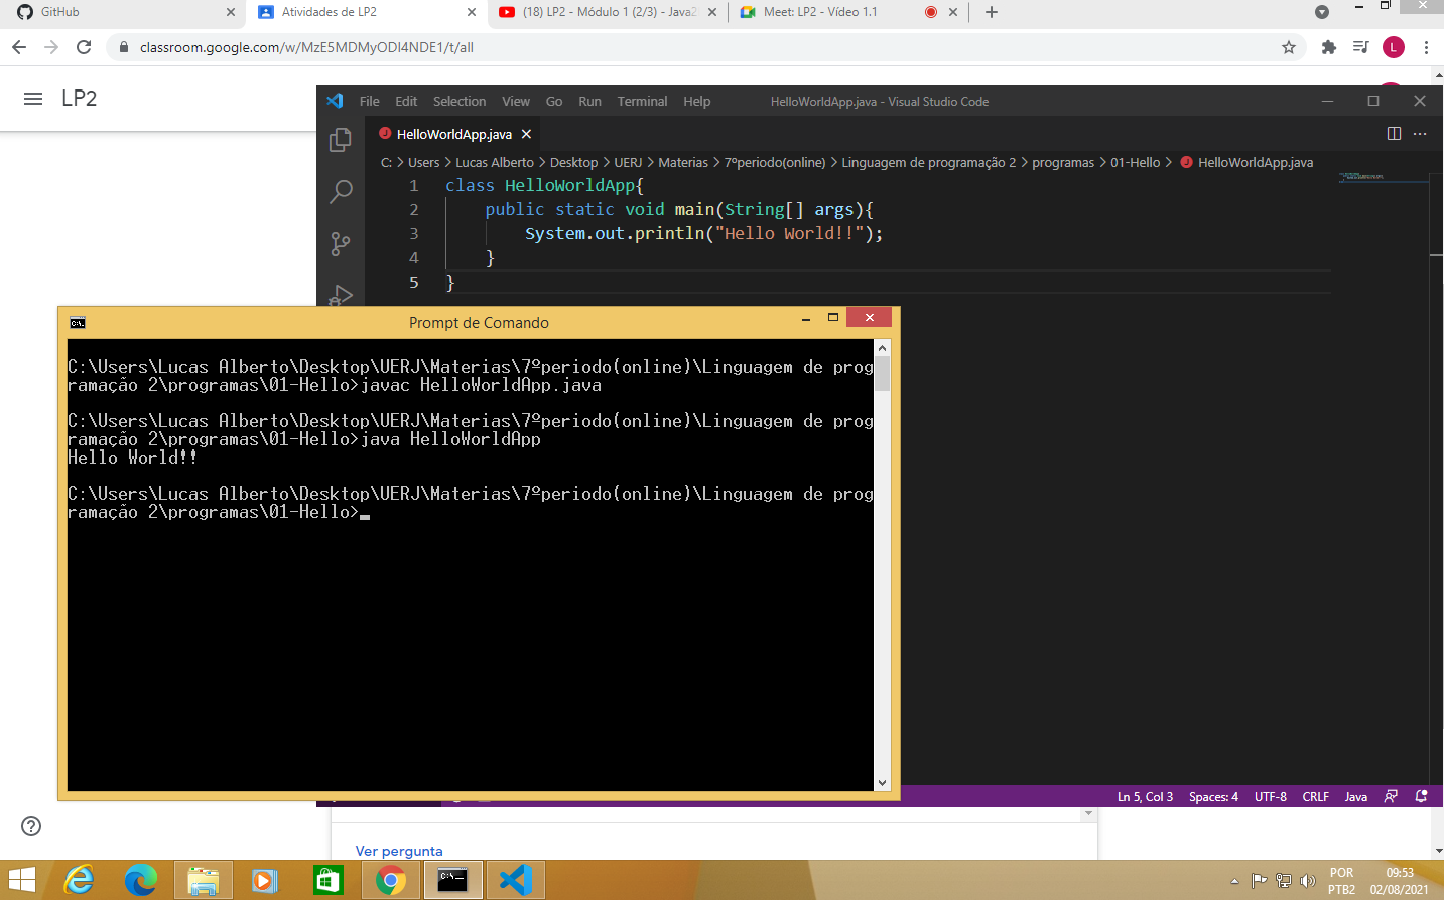 GitHub
Atividades de LP2
(18) LP2 - Módulo 1 (2/3) - Java2
Meet: LP2 - Vídeo 1.1
classroom.google.com/w/MzE5MDMyODI4NDE1/t/all
L
LP2
File Edit Selection View Go Run Terminal Help
HelloWorldApp.java - Visual Studio Code
HelloWorldApp.java
C: > Users > Lucas Alberto > Desktop > UERJ > Materias > 7ºperiodo(online) > Linguagem de programação 2 > programas > 01-Hello > HelloWorldApp.java
1 class HelloWorldApp{
2 public static void main(String[] args){
3 System.out.println("Hello World!!");
4 }
5 }
Prompt de Comando
C:\Users\Lucas Alberto\Desktop\UERJ\Materias\7ºperiodo(online)\Linguagem de prog
ramação 2\programas\01-Hello>javac HelloWorldApp.java
C:\Users\Lucas Alberto\Desktop\UERJ\Materias\7ºperiodo(online)\Linguagem de prog
ramação 2\programas\01-Hello>java HelloWorldApp
Hello World!!
C:\Users\Lucas Alberto\Desktop\UERJ\Materias\7ºperiodo(online)\Linguagem de prog
ramação 2\programas\01-Hello>
Ln 5, Col 3 Spaces: 4 UTF-8 CRLF Java
Ver pergunta
POR 09:53
PTB2 02/08/2021